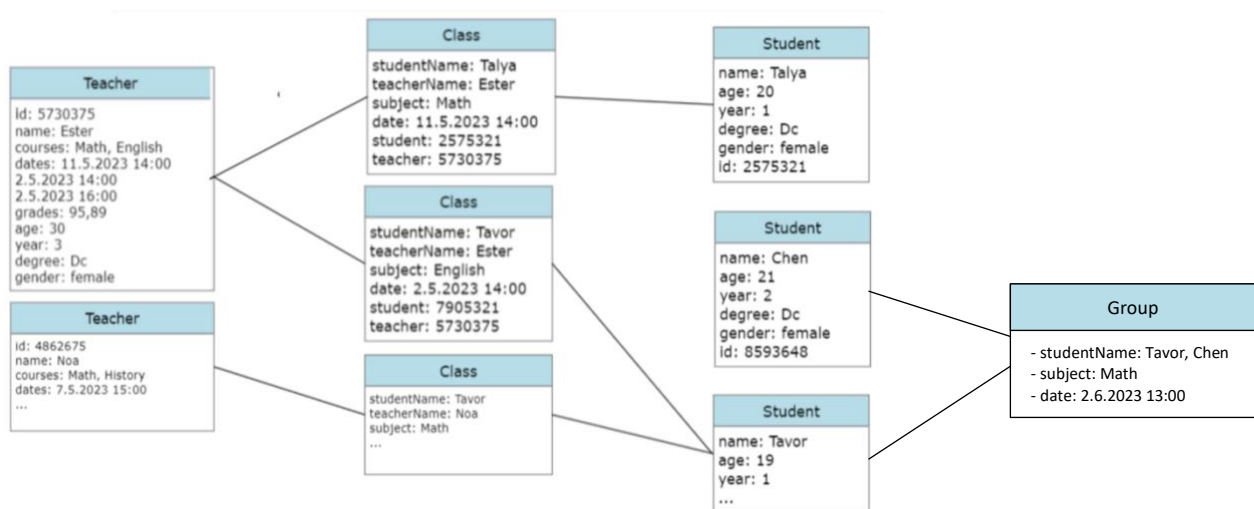 Teacher
Id: 5730375
name: Ester
courses: Math, English
dates: 11.5.2023 14:00
2.5.2023 14:00
2.5.2023 16:00
grades: 95,89
age: 30
year: 3
degree: Dc
gender: female
Teacher
id: 4862675
name: Noa
courses: Math, History
dates: 7.5.2023 15:00
...
Class
studentName: Talya
teacherName: Ester
subject: Math
date: 11.5.2023 14:00
student: 2575321
teacher: 5730375
Class
studentName: Tavor
teacherName: Ester
subject: English
date: 2.5.2023 14:00
student: 7905321
teacher: 5730375
Class
studentName: Tavor
teacherName: Noa
subject: Math
...
Student
name: Talya
age: 20
year: 1
degree: Dc
gender: female
id: 2575321
Student
name: Chen
age: 21
year: 2
degree: Dc
gender: female
id: 8593648
Student
name: Tavor
age: 19
year: 1
...
Group
- studentName: Tavor, Chen
- subject: Math
- date: 2.6.2023 13:00